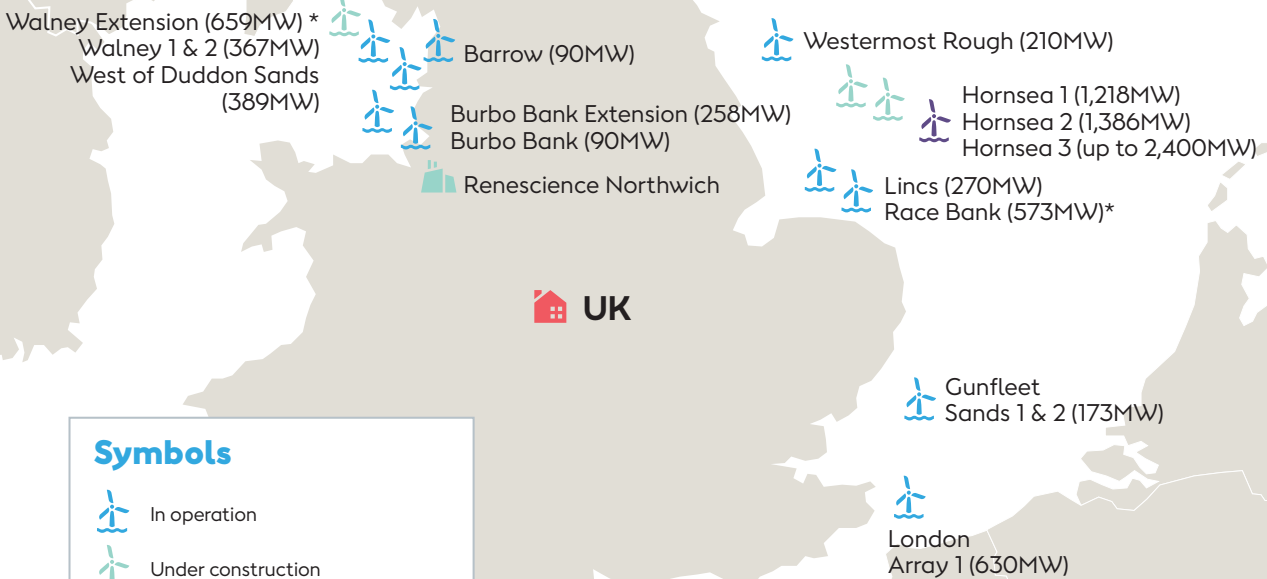 Walney Extension (659MW) *
Walney 1 & 2 (367MW)
West of Duddon Sands
(389MW)
Barrow (90MW)
Burbo Bank Extension (258MW)
Burbo Bank (90MW)
Renescience Northwich
Westermost Rough (210MW)
Hornsea 1 (1,218MW)
Hornsea 2 (1,386MW)
Hornsea 3 (up to 2,400MW)
Lincs (270MW)
Race Bank (573MW)*
UK
Gunfleet
Sands 1 & 2 (173MW)
London
Array 1 (630MW)
Symbols
In operation
Under construction